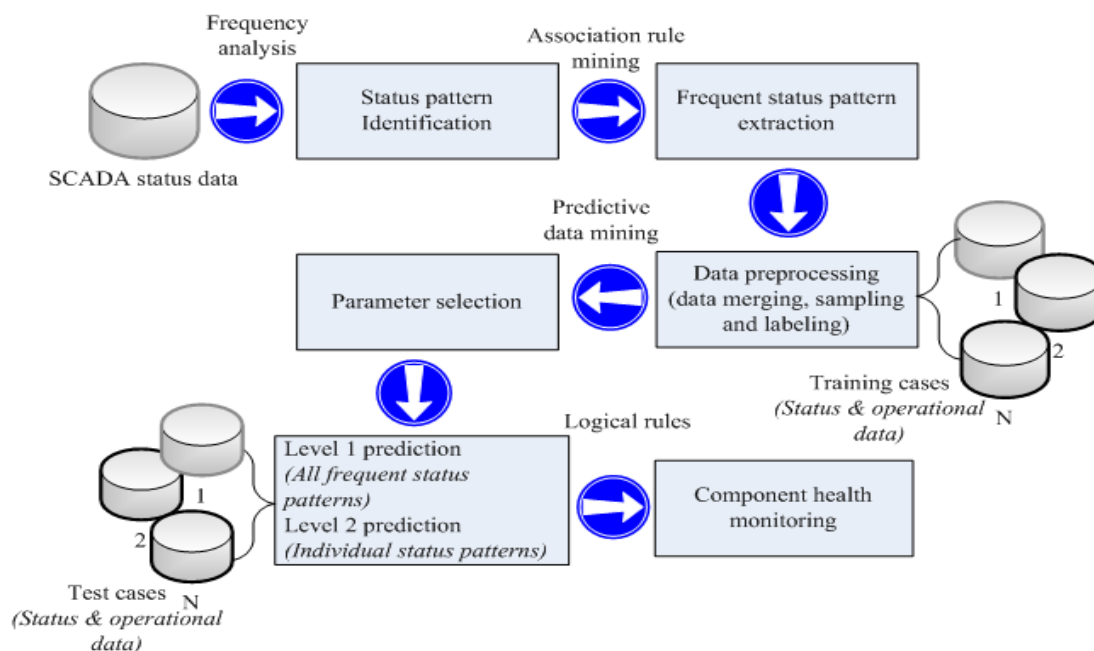 Frequency
analysis
SCADA status data
Status pattern
Identification
Association rule
mining
Frequent status pattern
extraction
Predictive
data mining
Parameter selection
Data preprocessing
(data merging, sampling
and labeling)
1
2
N
Training cases
(Status & operational
data)
Level 1 prediction
(All frequent status
patterns)
Level 2 prediction
(Individual status patterns)
1
2
N
Test cases
(Status & operational
data)
Logical rules
Component health
monitoring